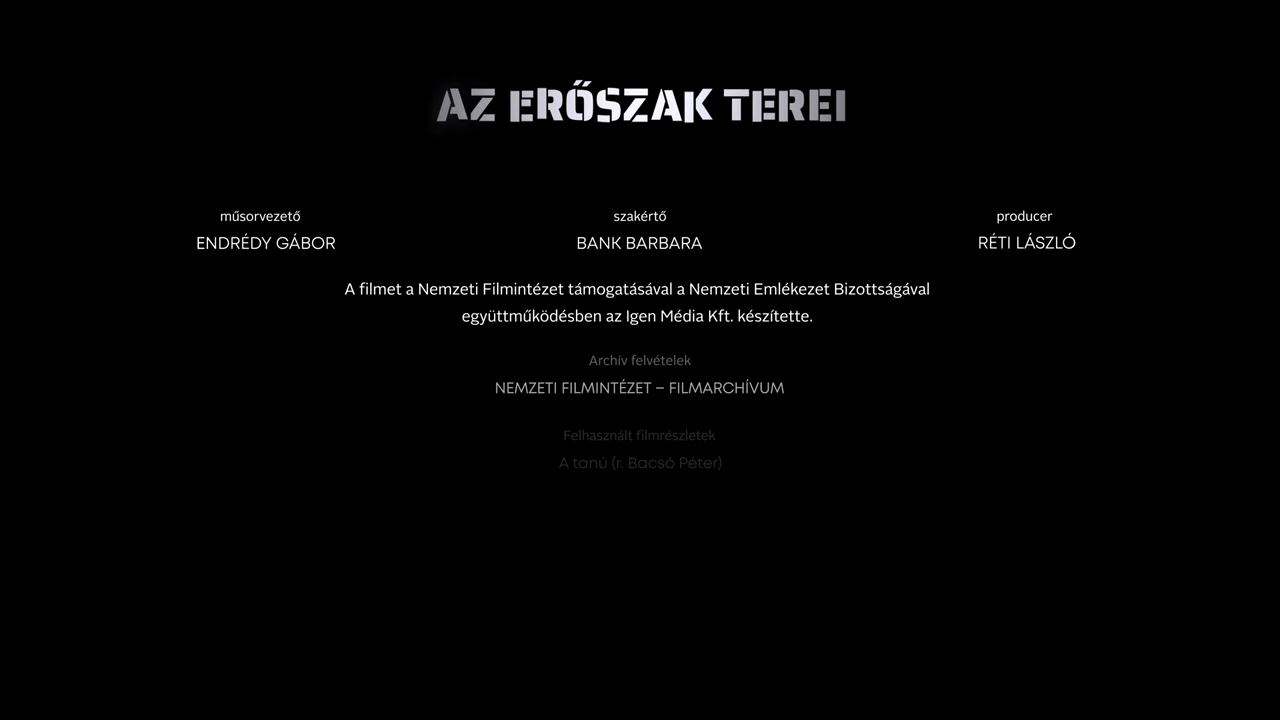 AZ ERŐSZAK TEREI
műsorvezető
ENDRÉDY GÁBOR
szakértő
BANK BARBARA
producer
RÉTI LÁSZLÓ
A filmet a Nemzeti Filmintézet támogatásával a Nemzeti Emlékezet Bizottságával
együttműködésben az Igen Média Kft. készítette.
Archív felvételek
NEMZETI FILMINTÉZET – FILMARCHÍVUM
Felhasznált filmrészletek
A tanú (r. Bacsó Péter)